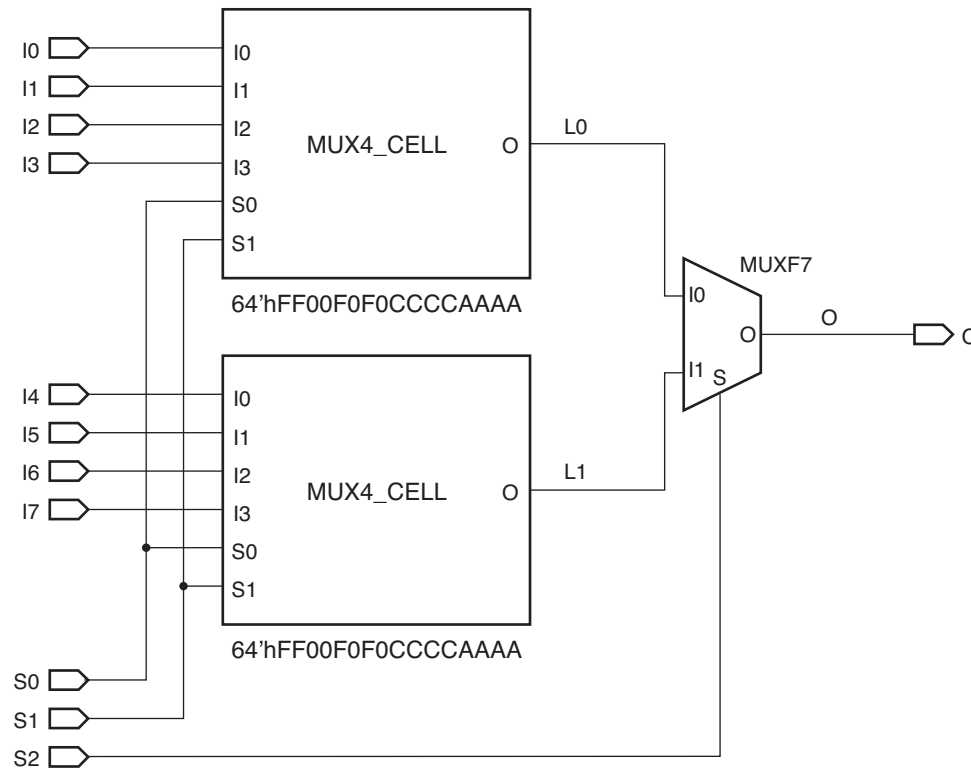 I0
I1
I2
I3
I0
I1
I2
I3
S0
S1
MUX4_CELL
O
L0
64'hFF00F0F0CCCCAAAA
MUXF7
I0
I1
S
O
O
I4
I5
I6
I7
I0
I1
I2
I3
S0
S1
MUX4_CELL
O
L1
64'hFF00F0F0CCCCAAAA
S0
S1
S2